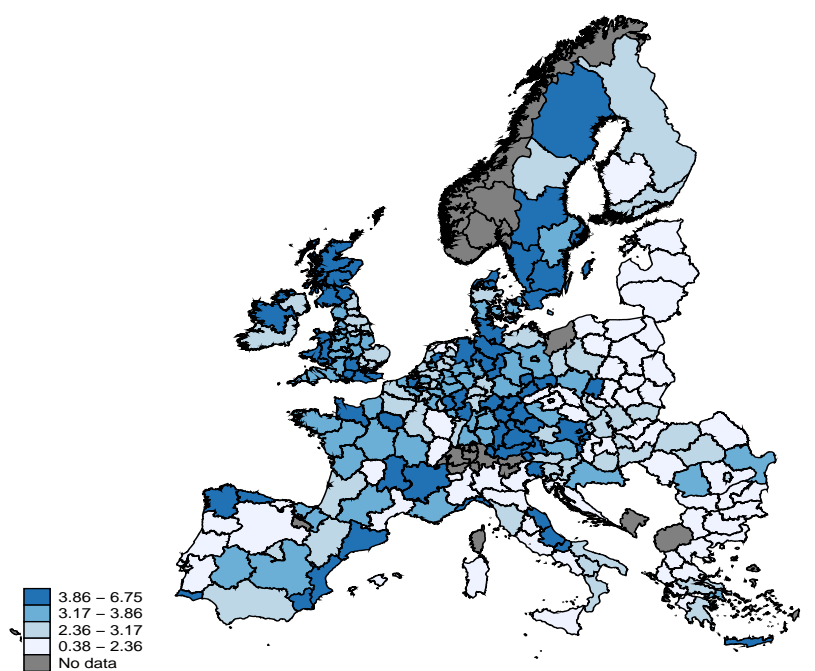 3.86 – 6.75
3.17 – 3.86
2.36 – 3.17
0.38 – 2.36
No data